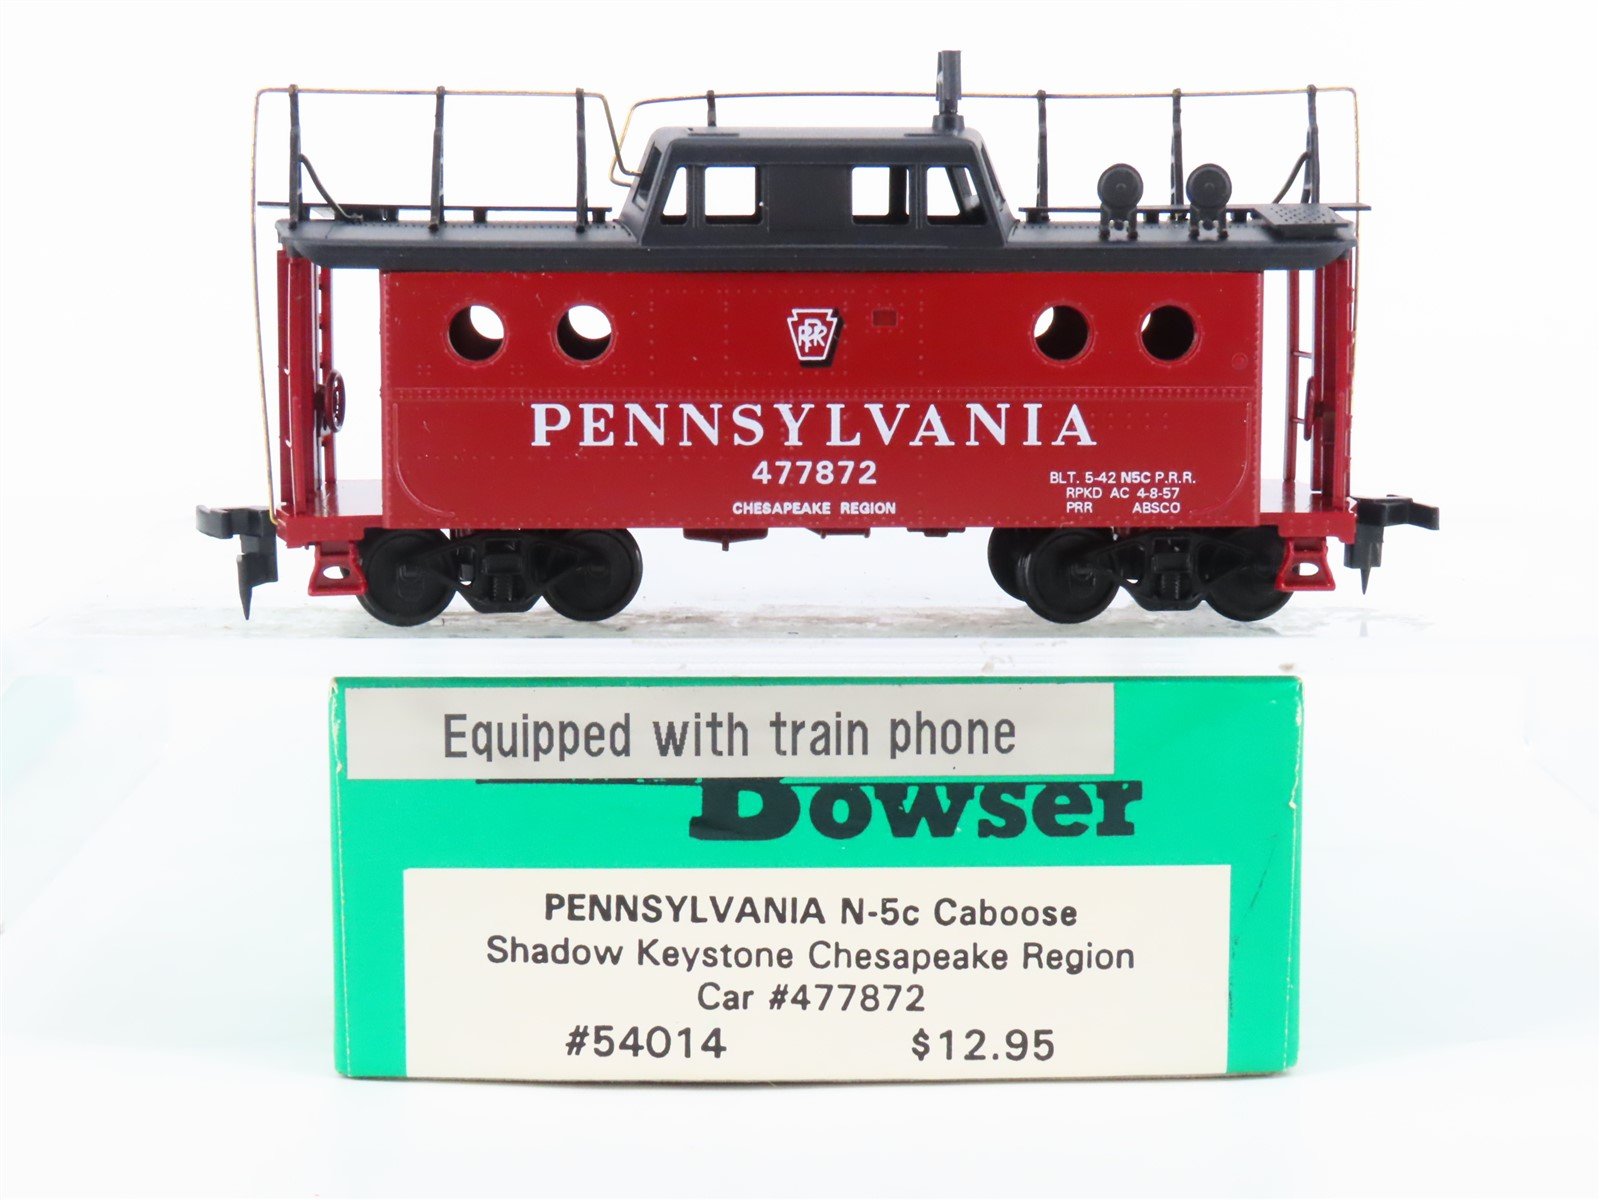 PRR
PENNSYLVANIA
477872
CHESAPEAKE REGION
BLT. 5-42 N5C P.R.R.
RPKD AC 4-8-57
PRR ABSCO
Equipped with train phone
Bowser
PENNSYLVANIA N-5c Caboose
Shadow Keystone Chesapeake Region
Car #477872
#54014 $12.95